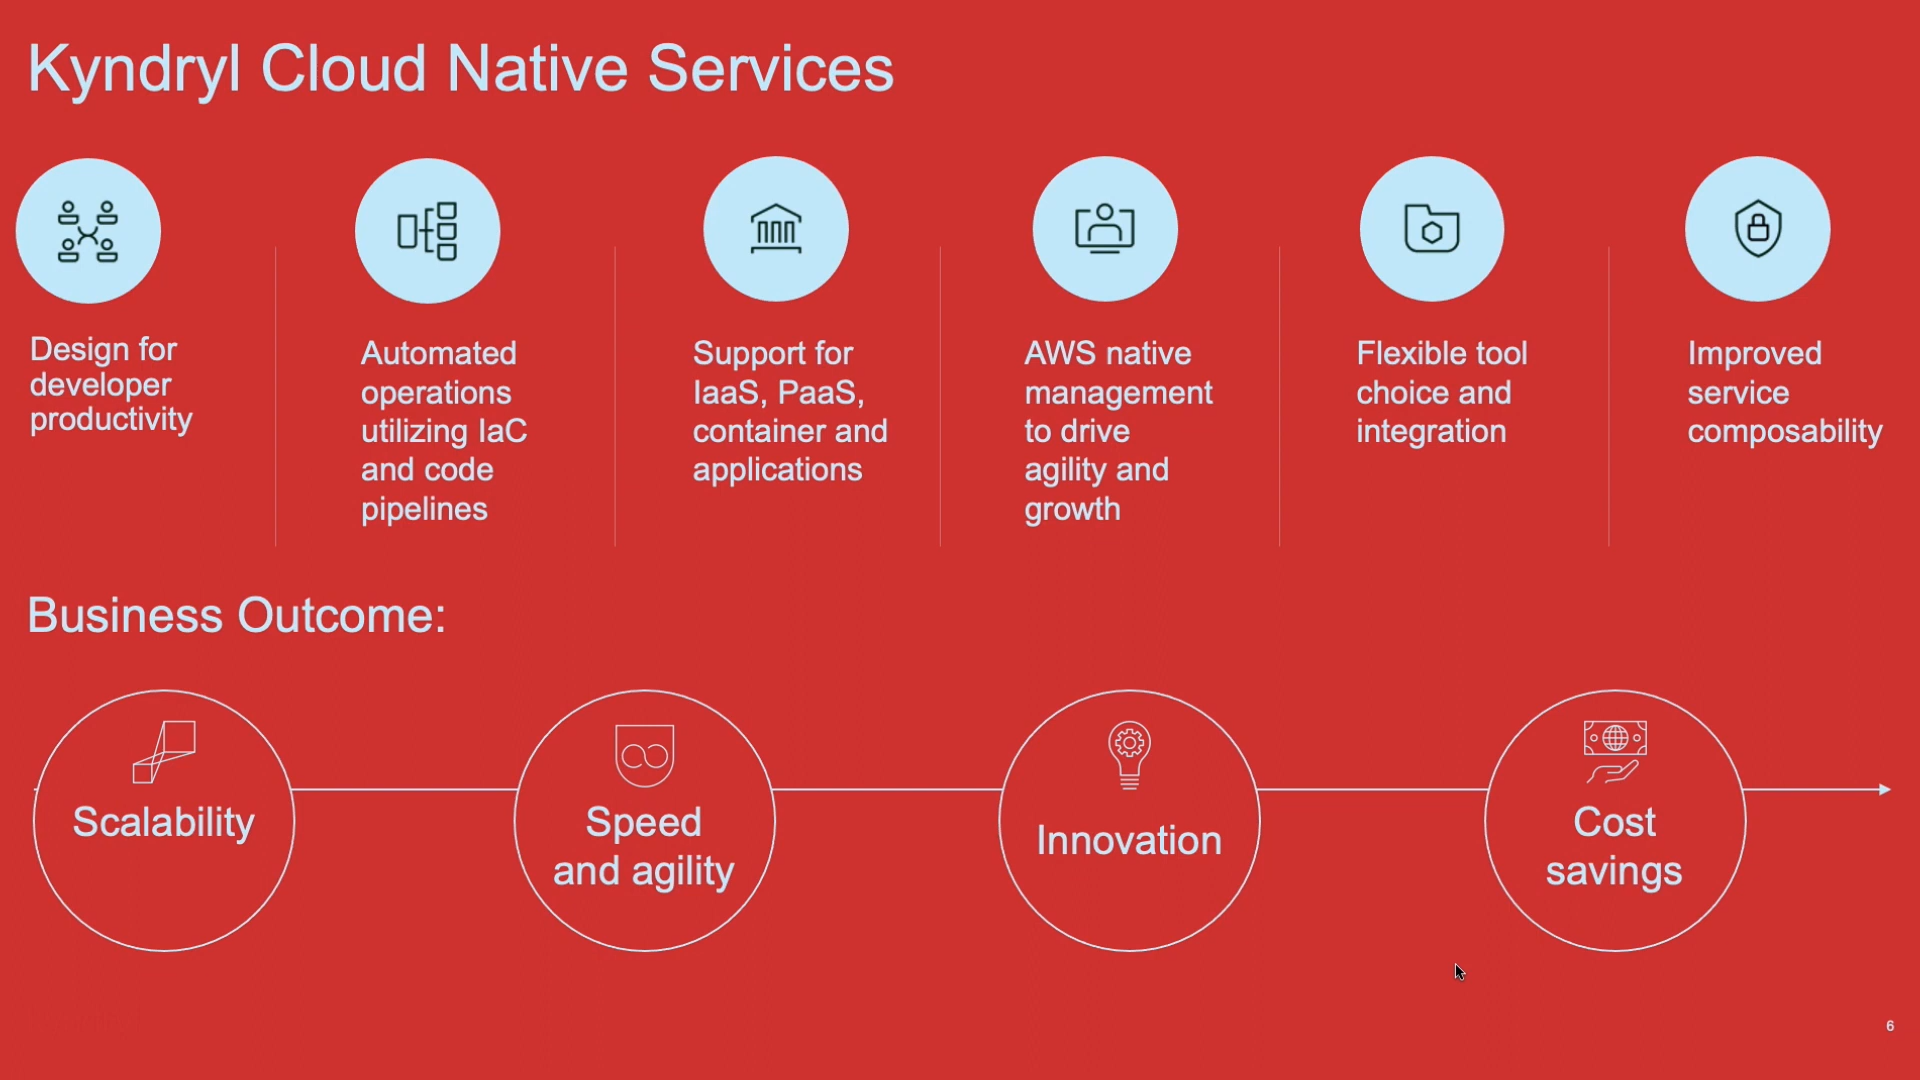 Kyndryl Cloud Native Services
Design for
developer
productivity
Automated
operations
utilizing IaC
and code
pipelines
Support for
IaaS, PaaS,
container and
applications
AWS native
management
to drive
agility and
growth
Flexible tool
choice and
integration
Improved
service
composability
Business Outcome:
Scalability
Speed
and agility
Innovation
Cost
savings
6